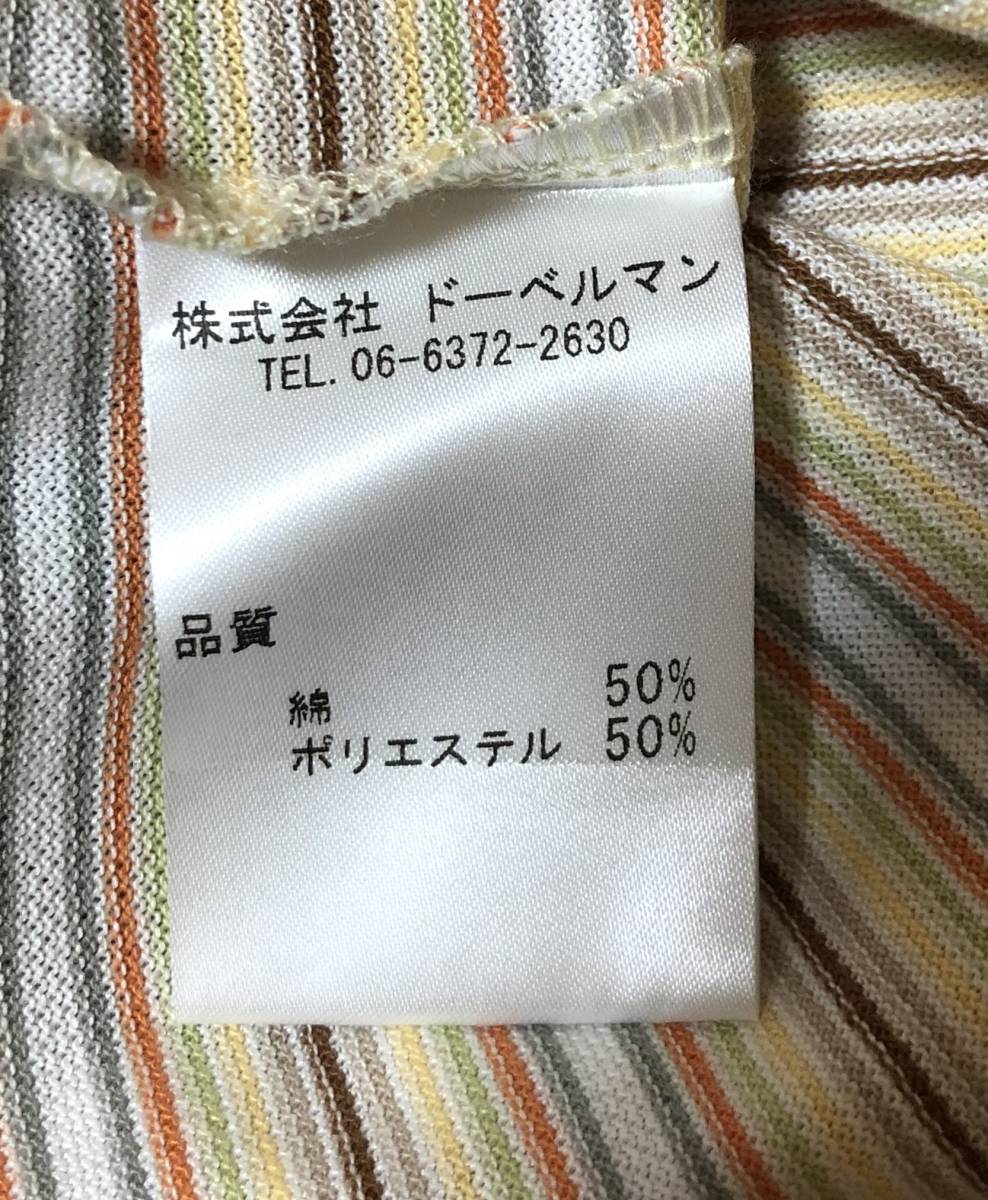 株式会社 ドーベルマン
TEL. 06-6372-2630
品質
綿 50%
ポリエステル 50%